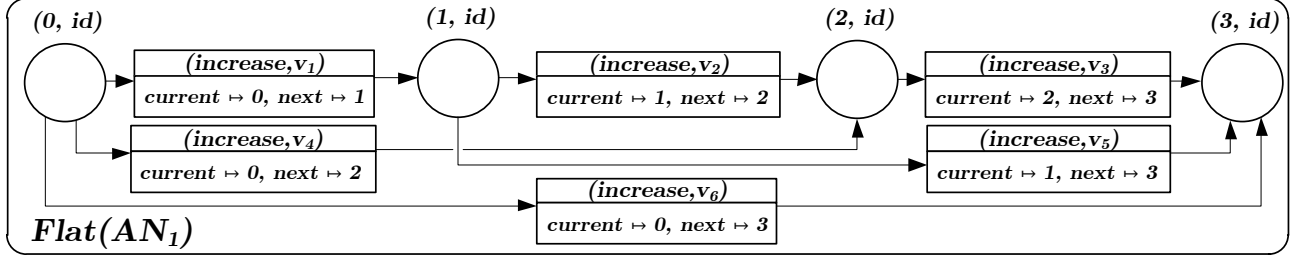 (0, id)
(1, id)
(2, id)
(3, id)
(increase,v₁)
current ↦ 0, next ↦ 1
(increase,v₂)
current ↦ 1, next ↦ 2
(increase,v₃)
current ↦ 2, next ↦ 3
(increase,v₄)
current ↦ 0, next ↦ 2
(increase,v₅)
current ↦ 1, next ↦ 3
(increase,v₆)
current ↦ 0, next ↦ 3
Flat(AN₁)